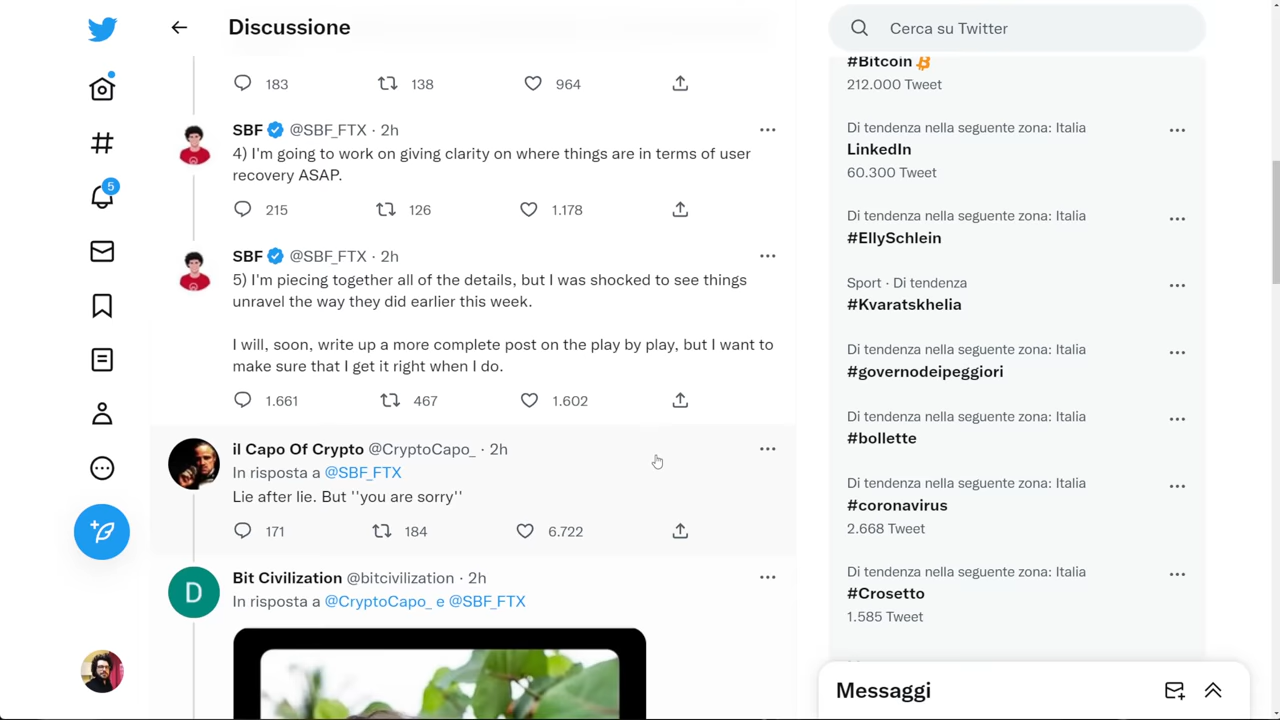 Discussione
183 138 964
SBF @SBF_FTX · 2h
4) I'm going to work on giving clarity on where things are in terms of user
recovery ASAP.
215 126 1.178
SBF @SBF_FTX · 2h
5) I'm piecing together all of the details, but I was shocked to see things
unravel the way they did earlier this week.
I will, soon, write up a more complete post on the play by play, but I want to
make sure that I get it right when I do.
1.661 467 1.602
il Capo Of Crypto @CryptoCapo_ · 2h
In risposta a @SBF_FTX
Lie after lie. But ''you are sorry''
171 184 6.722
D
Bit Civilization @bitcivilization · 2h
In risposta a @CryptoCapo_ e @SBF_FTX
5
Cerca su Twitter
#Bitcoin
212.000 Tweet
Di tendenza nella seguente zona: Italia
LinkedIn
60.300 Tweet
Di tendenza nella seguente zona: Italia
#EllySchlein
Sport · Di tendenza
#Kvaratskhelia
Di tendenza nella seguente zona: Italia
#governodeipeggiori
Di tendenza nella seguente zona: Italia
#bollette
Di tendenza nella seguente zona: Italia
#coronavirus
2.668 Tweet
Di tendenza nella seguente zona: Italia
#Crosetto
1.585 Tweet
Messaggi